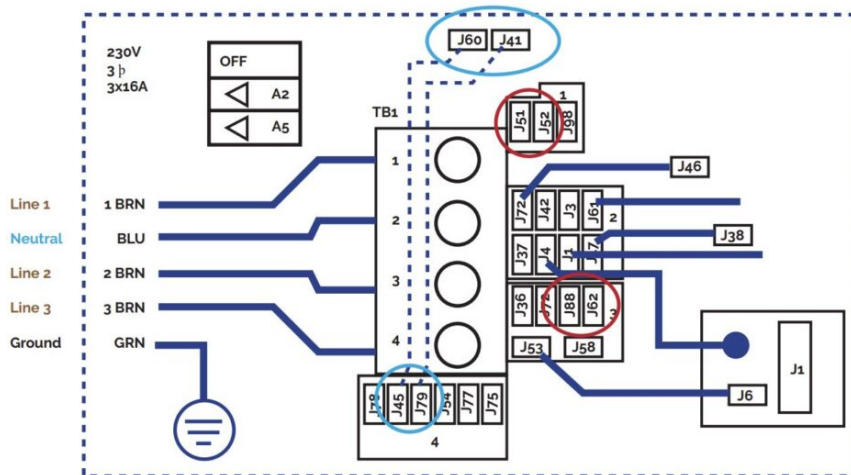 230V
3 þ
3x16A
OFF
A2
A5
J60 J41
TB1
1
J51 J52 J98
J46
1
2
3
4
J72 J42 J3 J61
2
J37 J4 J1
J38
J36 J88 J62
3
J53 J58
Line 1 1 BRN
Neutral BLU
Line 2 2 BRN
Line 3 3 BRN
Ground GRN
J45 J79 J54 J77 J75
4
J1
J6